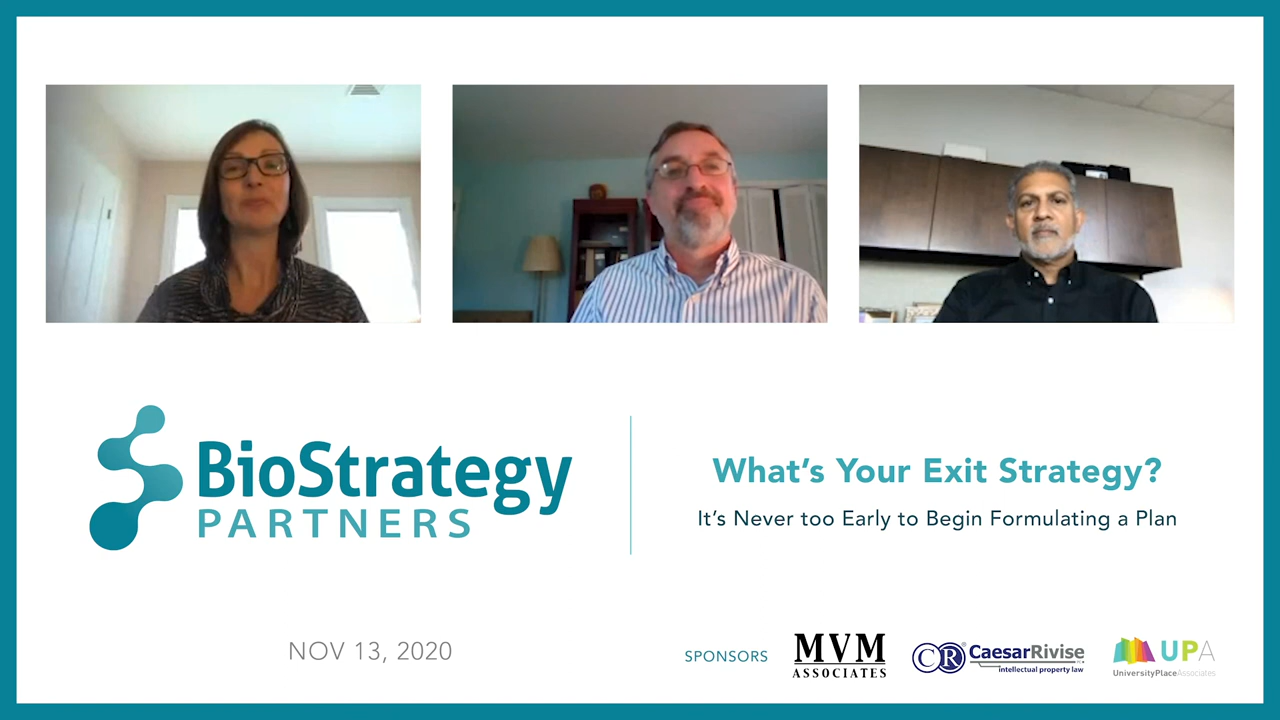 BioStrategy
PARTNERS
What's Your Exit Strategy?
It's Never too Early to Begin Formulating a Plan
NOV 13, 2020
SPONSORS
MVM
ASSOCIATES
CR
CaesarRivise
intellectual property law
UPA
UniversityPlaceAssociates